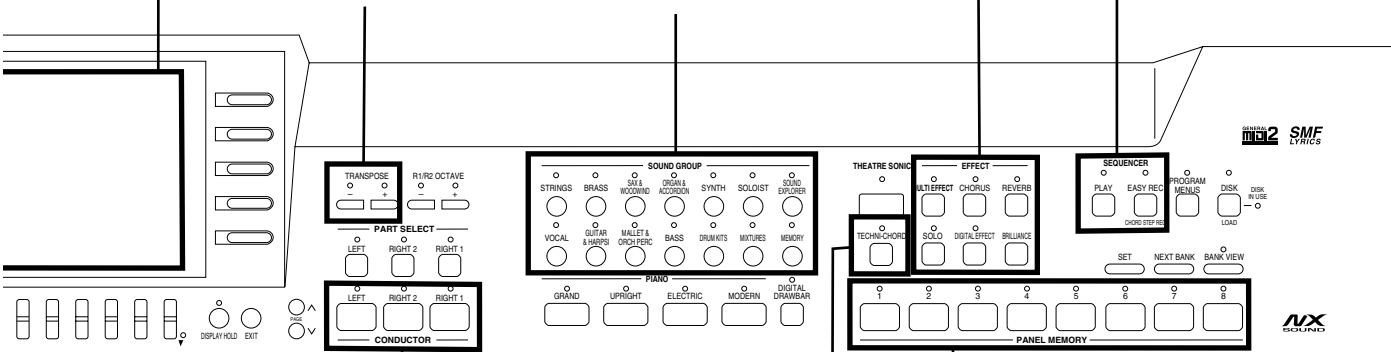 GENERAL MIDI2 SMF LYRICS
TRANSPOSE R1/R2 OCTAVE
− + − +
SOUND GROUP
STRINGS BRASS SAX & WOODWIND ORGAN & ACCORDION SYNTH SOLOIST SOUND EXPLORER
VOCAL GUITAR & HARPSI MALLET & ORCH PERC BASS DRUM KITS MIXTURES MEMORY
THEATRE SONIC
EFFECT
ULTI EFFECT CHORUS REVERB
TECHNI-CHORD
SOLO DIGITAL EFFECT BRILLIANCE
SEQUENCER
PLAY EASY REC
CHORD STEP REC
PROGRAM MENUS
DISK
DISK IN USE
LOAD
PART SELECT
LEFT RIGHT 2 RIGHT 1
SET NEXT BANK BANK VIEW
PIANO
GRAND UPRIGHT ELECTRIC MODERN DIGITAL DRAWBAR
LEFT RIGHT 2 RIGHT 1
CONDUCTOR
DISPLAY HOLD EXIT
PAGE
1 2 3 4 5 6 7 8
PANEL MEMORY
NX SOUND